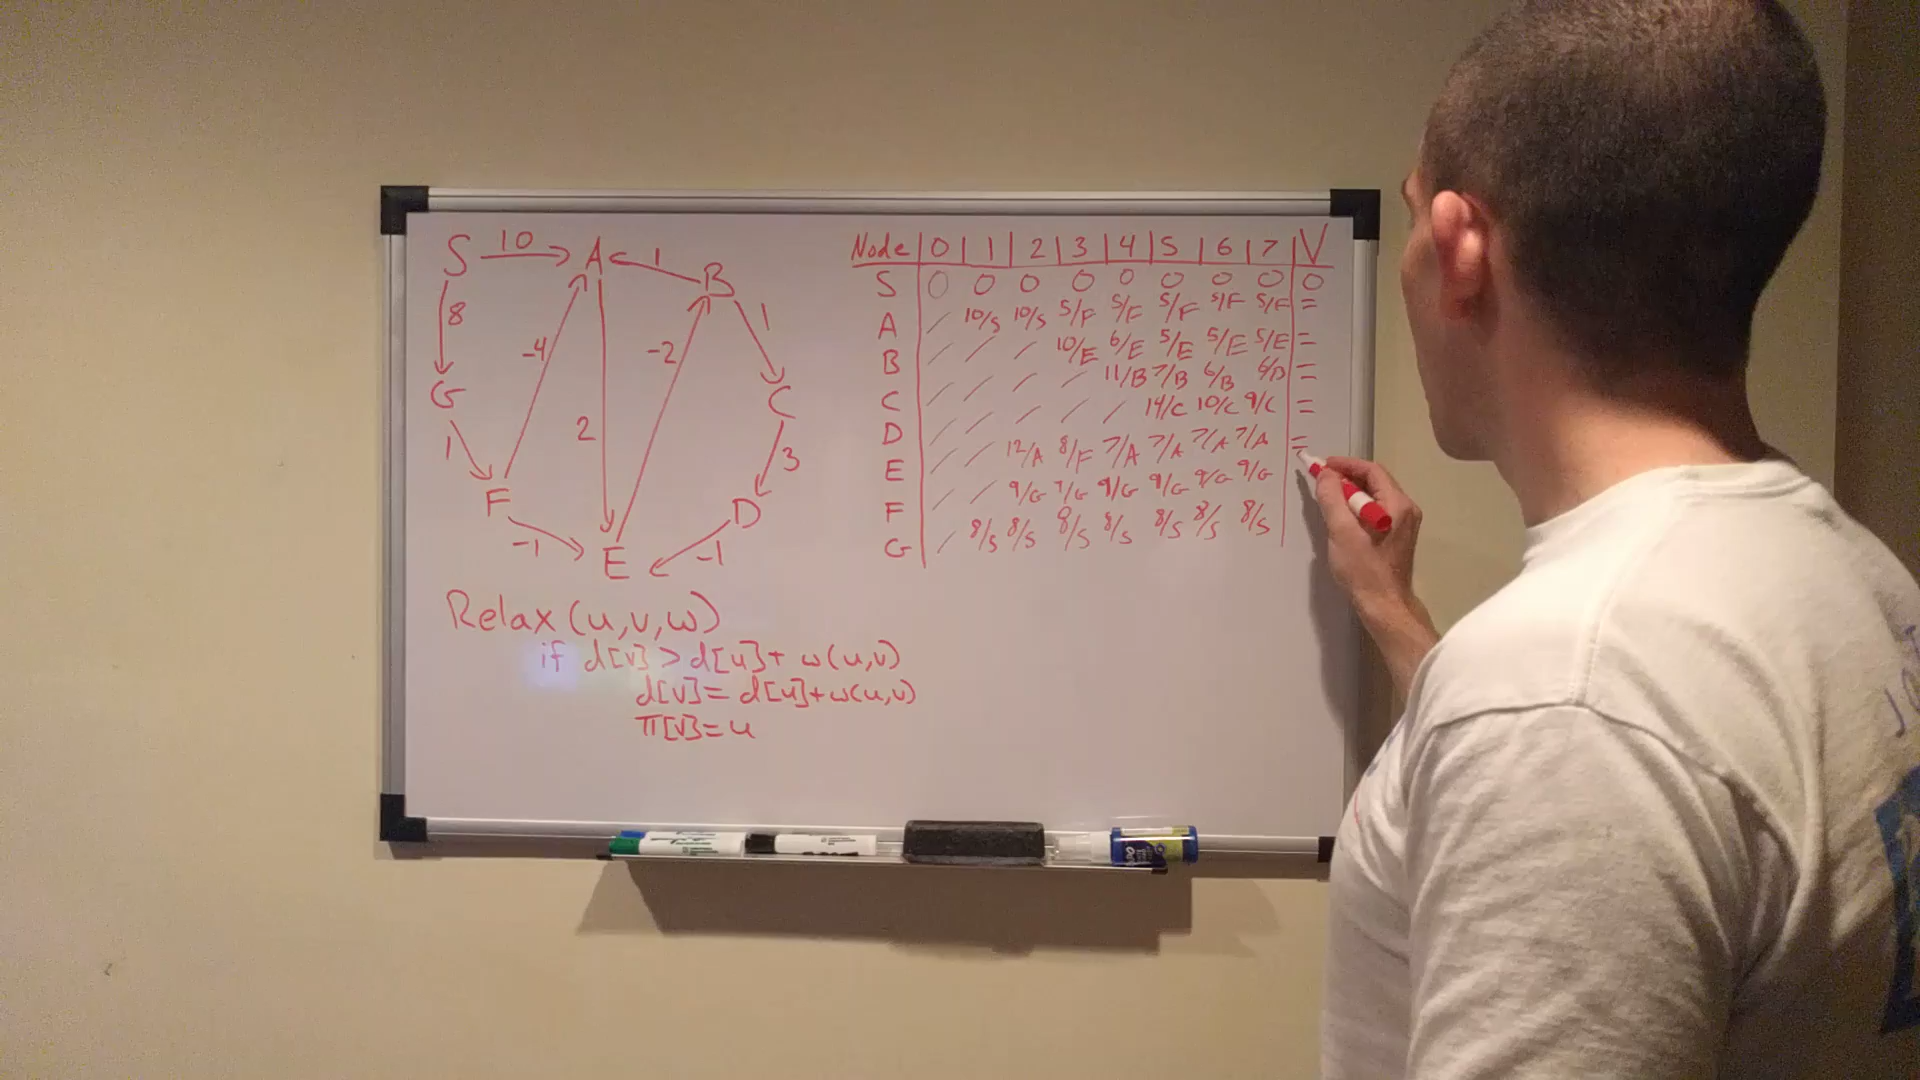 S 10 A 1 B
8 -4 2 -2 1
G C
1 3
F D
-1 E -1
Relax (u,v,w)
if d[v] > d[u] + w(u,v)
d[v] = d[u] + w(u,v)
π[v] = u
Node 0 1 2 3 4 5 6 7 V
S 0 0 0 0 0 0 0 0 0
A / 10/S 10/S 5/F 5/F 5/F 5/F 5/F =
B / / / 10/E 6/E 5/E 5/E 5/E =
C / / / / 11/B 7/B 6/B 6/B =
D / / / / / 14/C 10/C 9/C =
E / / 12/A 8/F 7/A 7/A 7/A 7/A =
F / / 9/G 9/G 9/G 9/G 9/G 9/G
G / 8/S 8/S 8/S 8/S 8/S 8/S 8/S